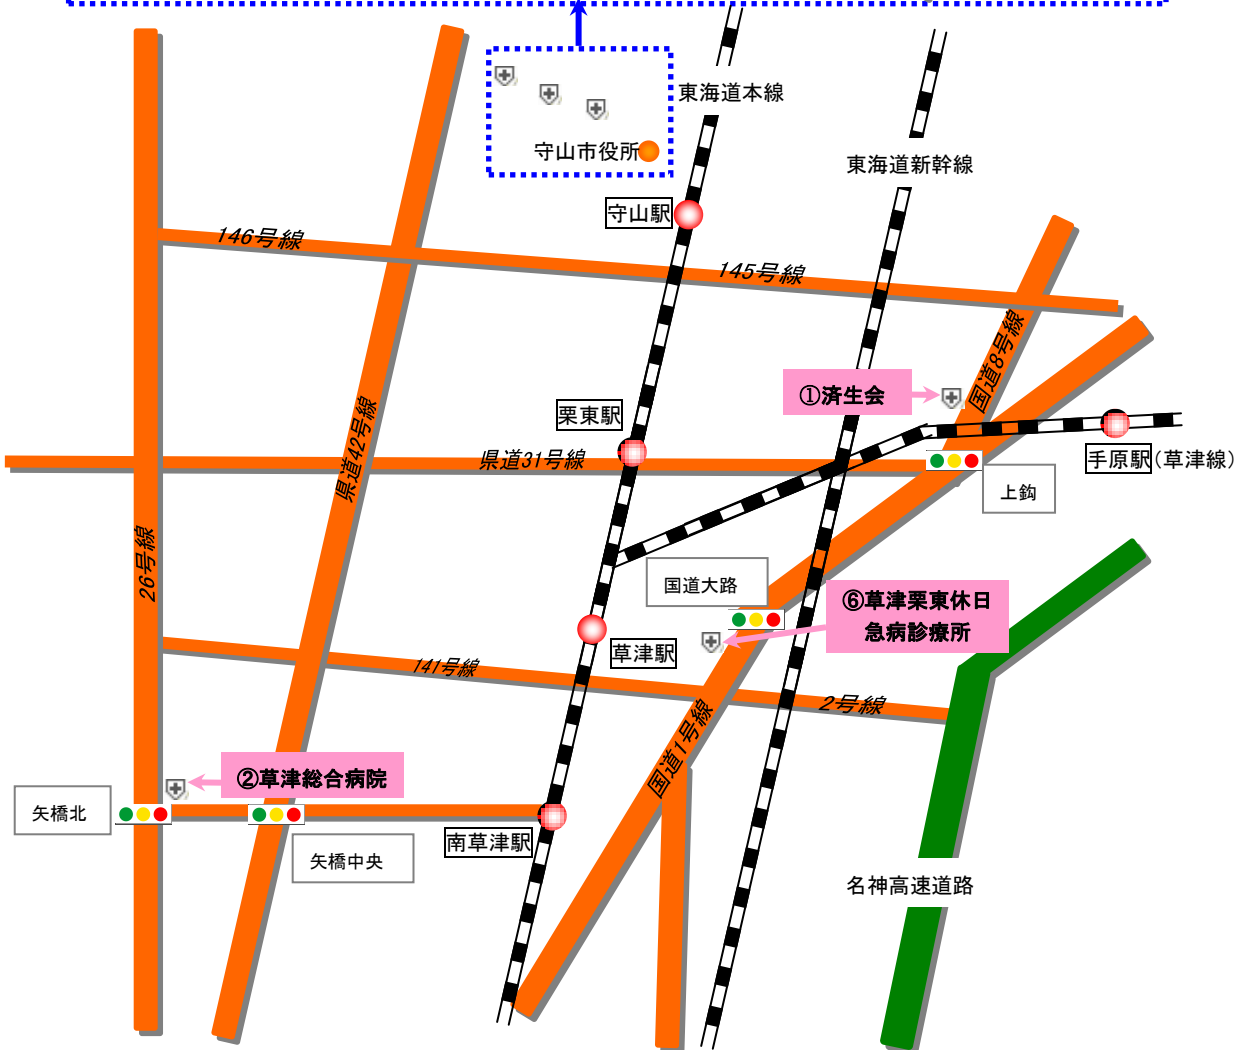 東海道本線
守山市役所
東海道新幹線
守山駅
146号線
145号線
国道8号線
①済生会
県道42号線
栗東駅
県道31号線
手原駅(草津線)
上鈎
26号線
国道大路
⑥草津栗東休日
急病診療所
草津駅
141号線
2号線
国道1号線
②草津総合病院
矢橋北
南草津駅
矢橋中央
名神高速道路